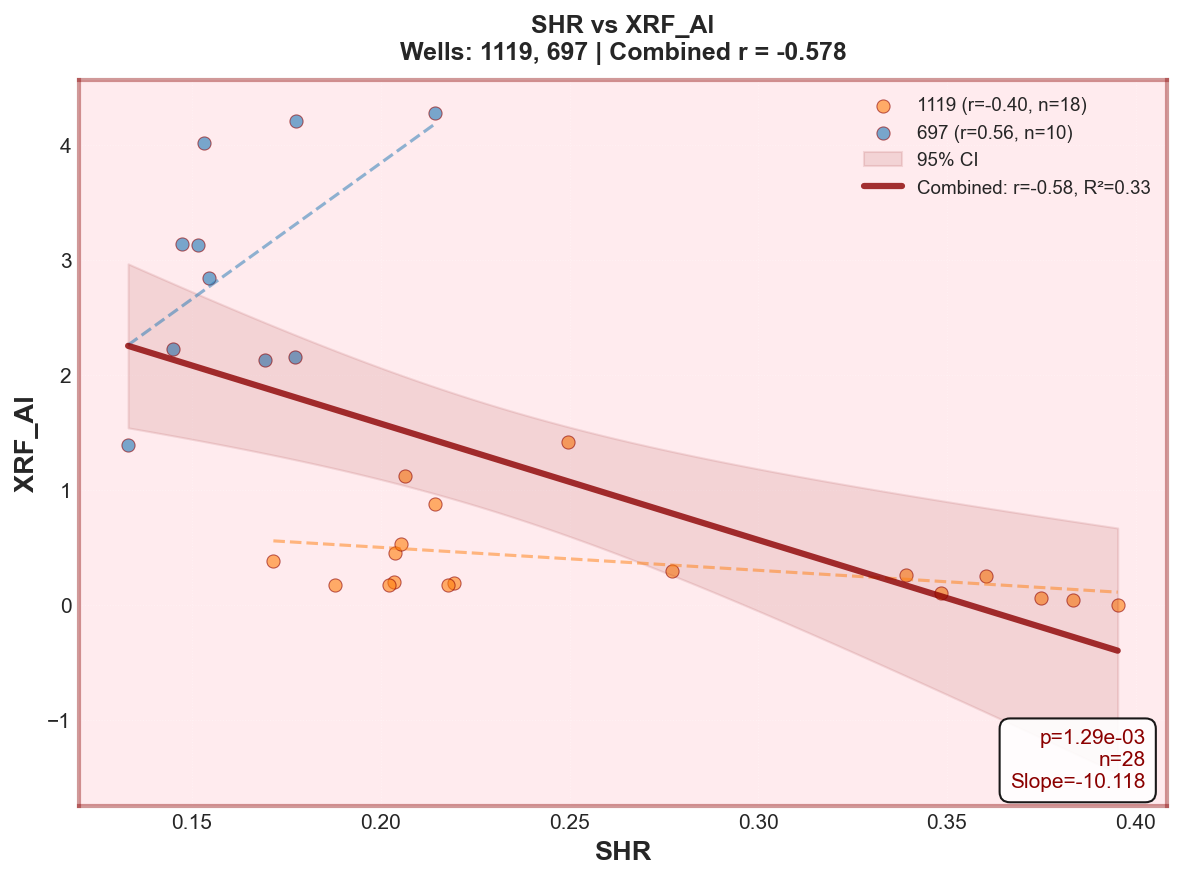 SHR vs XRF_Al
Wells: 1119, 697 | Combined r = -0.578
1119 (r=-0.40, n=18)
697 (r=0.56, n=10)
95% CI
Combined: r=-0.58, R²=0.33
XRF_Al
4
3
2
1
0
−1
p=1.29e-03
n=28
Slope=-10.118
0.15 0.20 0.25 0.30 0.35 0.40
SHR